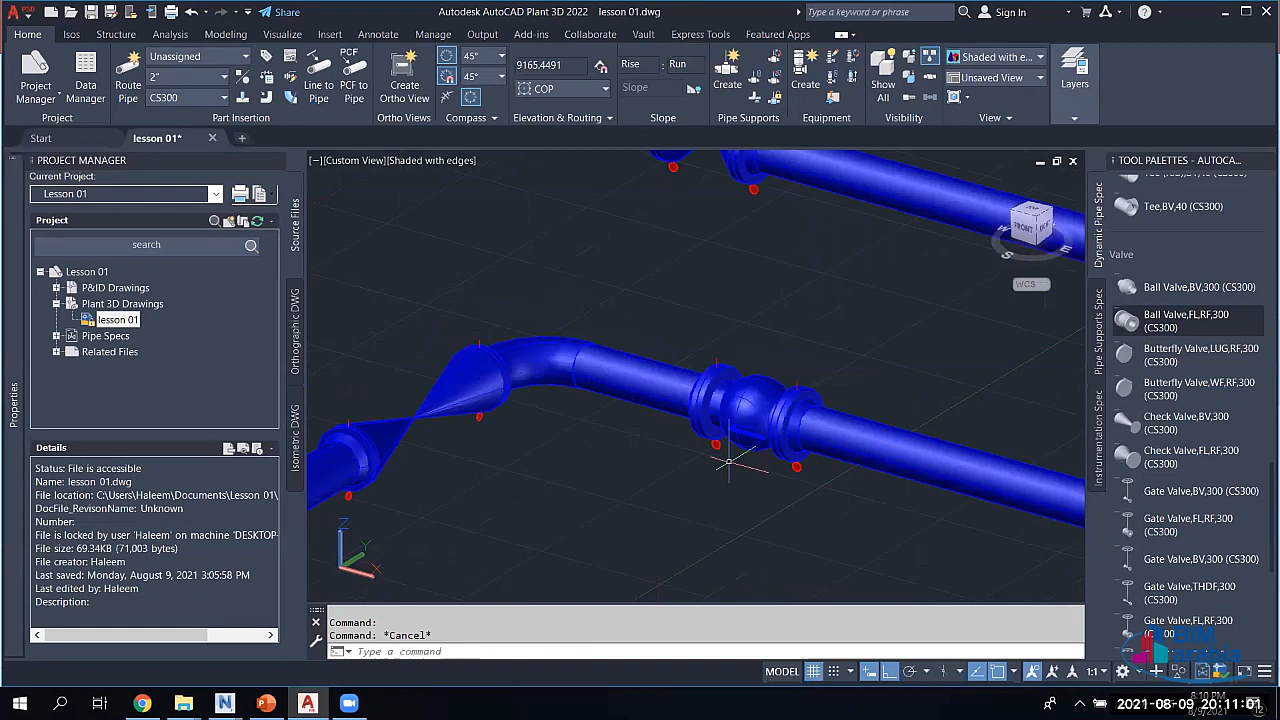 Share
Autodesk AutoCAD Plant 3D 2022 lesson 01.dwg
Type a keyword or phrase
Sign In
Home
Isos
Structure
Analysis
Modeling
Visualize
Insert
Annotate
Manage
Output
Add-ins
Collaborate
Vault
Express Tools
Featured Apps
Project Manager
Data Manager
Project
Route Pipe
Unassigned
2"
CS300
Line to Pipe
PCF to Pipe
Part Insertion
Create Ortho View
Ortho Views
45°
45°
Compass
9165.4491
COP
Elevation & Routing
Rise : Run
Slope
Slope
Create
Pipe Supports
Create
Equipment
Show All
Visibility
Shaded with e...
Unsaved View
View
Layers
Start
lesson 01*
PROJECT MANAGER
Current Project:
Lesson 01
Project
search
Lesson 01
P&ID Drawings
Plant 3D Drawings
lesson 01
Pipe Specs
Related Files
Source Files
Orthographic DWG
Isometric DWG
Properties
Details
Status: File is accessible
Name: lesson 01.dwg
File location: C:\Users\Haleem\Documents\Lesson 01\
DocFile_RevisonName: Unknown
Number:
File is locked by user 'Haleem' on machine 'DESKTOP-
File size: 69.34KB (71,003 bytes)
File creator: Haleem
Last saved: Monday, August 9, 2021 3:05:58 PM
Last edited by: Haleem
Description:
[−][Custom View][Shaded with edges]
FRONT
S
E
WCS
Z
Y
X
Command:
Command: *Cancel*
Type a command
MODEL
1:1
TOOL PALETTES - AUTOCA...
Dynamic Pipe Spec
Pipe Supports Spec
Instrumentation Spec
Tee,BV,40 (CS300)
Valve
Ball Valve,BV,300 (CS300)
Ball Valve,FL,RF,300 (CS300)
Butterfly Valve,LUG,RF,300 (CS300)
Butterfly Valve,WF,RF,300 (CS300)
Check Valve,BV,300 (CS300)
Check Valve,FL,RF,300 (CS300)
Gate Valve,BV,300 (CS300)
Gate Valve,FL,RF,300 (CS300)
Gate Valve,BV,300 (CS300)
Gate Valve,THDF,300 (CS300)
Gate Valve,FL,RF,300
BIM arabia
2021-08-09 20:11:01